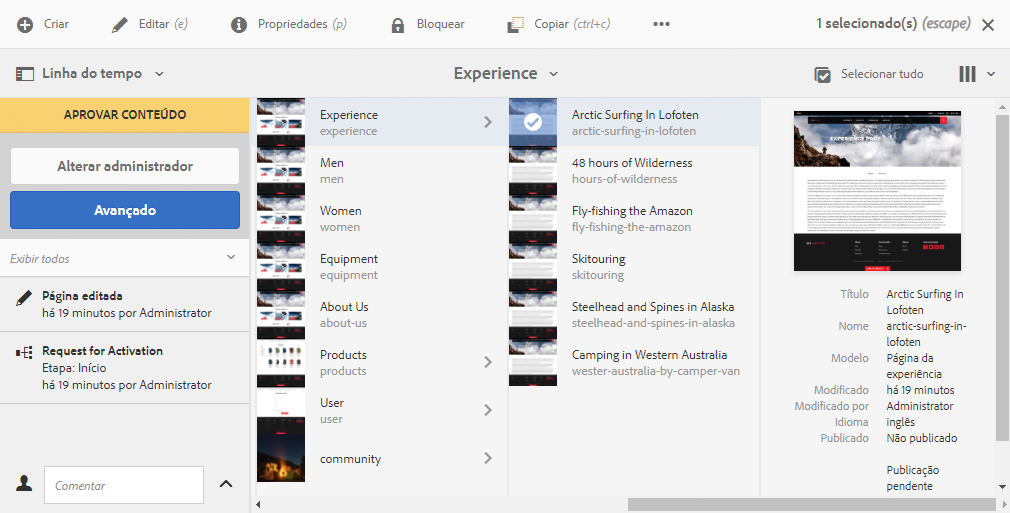 Criar
Editar (e)
Propriedades (p)
Bloquear
Copiar (ctrl+c)
1 selecionado(s) (escape)
Linha do tempo
Experience
Selecionar tudo
APROVAR CONTEÚDO
Alterar administrador
Avançado
Exibir todos
Página editada
há 19 minutos por Administrator
Request for Activation
Etapa: Início
há 19 minutos por Administrator
Comentar
Experience
experience
Men
men
Women
women
Equipment
equipment
About Us
about-us
Products
products
User
user
community
Arctic Surfing In Lofoten
arctic-surfing-in-lofoten
48 hours of Wilderness
hours-of-wilderness
Fly-fishing the Amazon
fly-fishing-the-amazon
Skitouring
skitouring
Steelhead and Spines in Alaska
steelhead-and-spines-in-alaska
Camping in Western Australia
wester-australia-by-camper-van
Título Arctic Surfing In
Lofoten
Nome arctic-surfing-in-
lofoten
Modelo Página da
experiência
Modificado há 19 minutos
Modificado por Administrator
Idioma inglês
Publicado Não publicado
Publicação
pendente